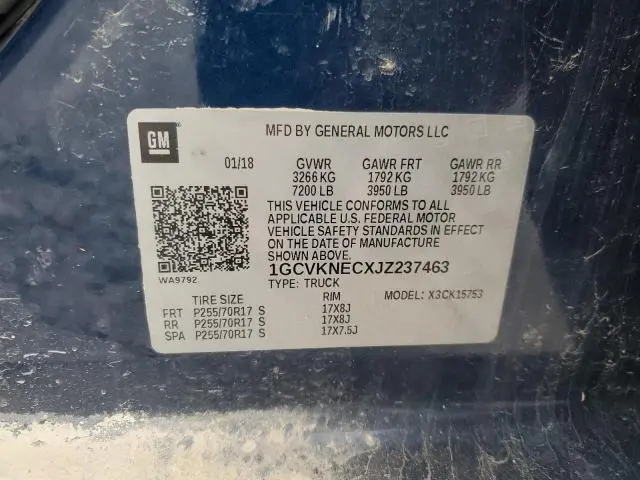 GM
MFD BY GENERAL MOTORS LLC
01/18 GVWR GAWR FRT GAWR RR
3266 KG 1792 KG 1792 KG
7200 LB 3950 LB 3950 LB
THIS VEHICLE CONFORMS TO ALL
APPLICABLE U.S. FEDERAL MOTOR
VEHICLE SAFETY STANDARDS IN EFFECT
ON THE DATE OF MANUFACTURE
SHOWN ABOVE.
1GCVKNECXJZ237463
WA9792
TYPE: TRUCK MODEL: X3CK15753
TIRE SIZE RIM
FRT P255/70R17 S 17X8J
RR P255/70R17 S 17X8J
SPA P255/70R17 S 17X7.5J